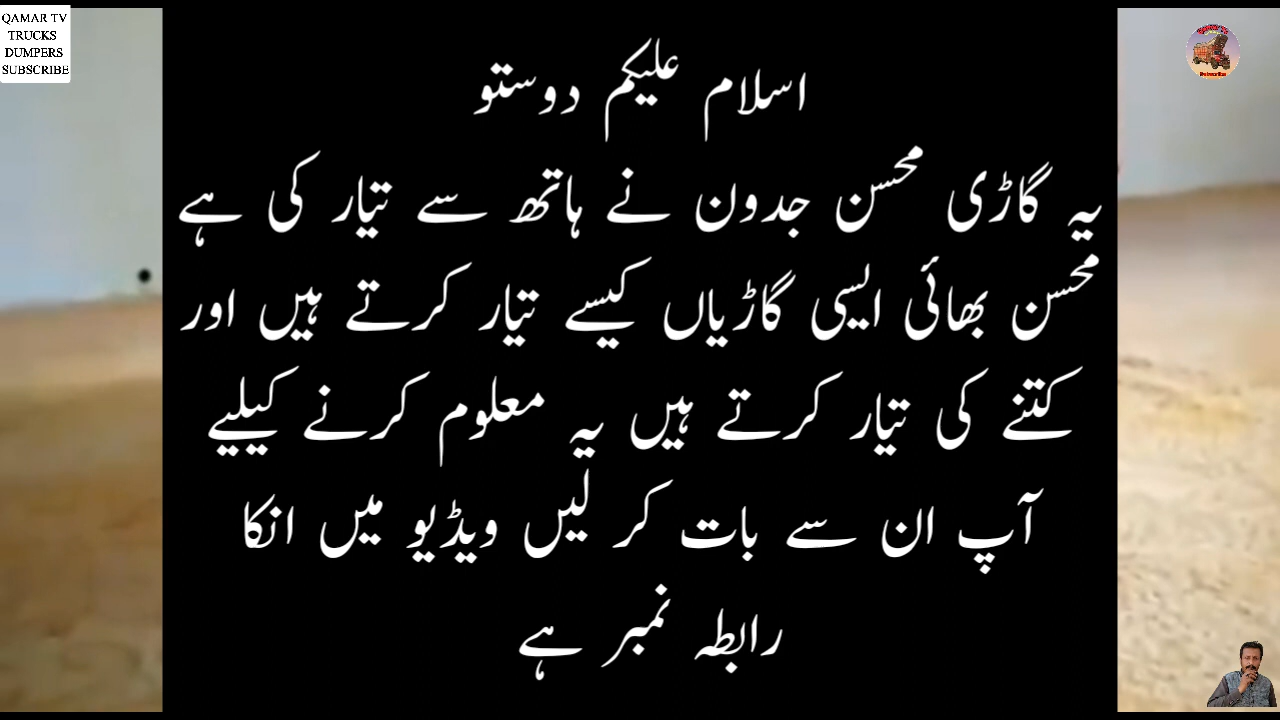 QAMAR TV
TRUCKS
DUMPERS
SUBSCRIBE
اسلام علیکم دوستو
یہ گاڑی محسن جدون نے ہاتھ سے تیار کی ہے
محسن بھائی ایسی گاڑیاں کیسے تیار کرتے ہیں اور
کتنے کی تیار کرتے ہیں یہ معلوم کرنے کیلیے
آپ ان سے بات کر لیں ویڈیو میں انکا
رابطہ نمبر ہے